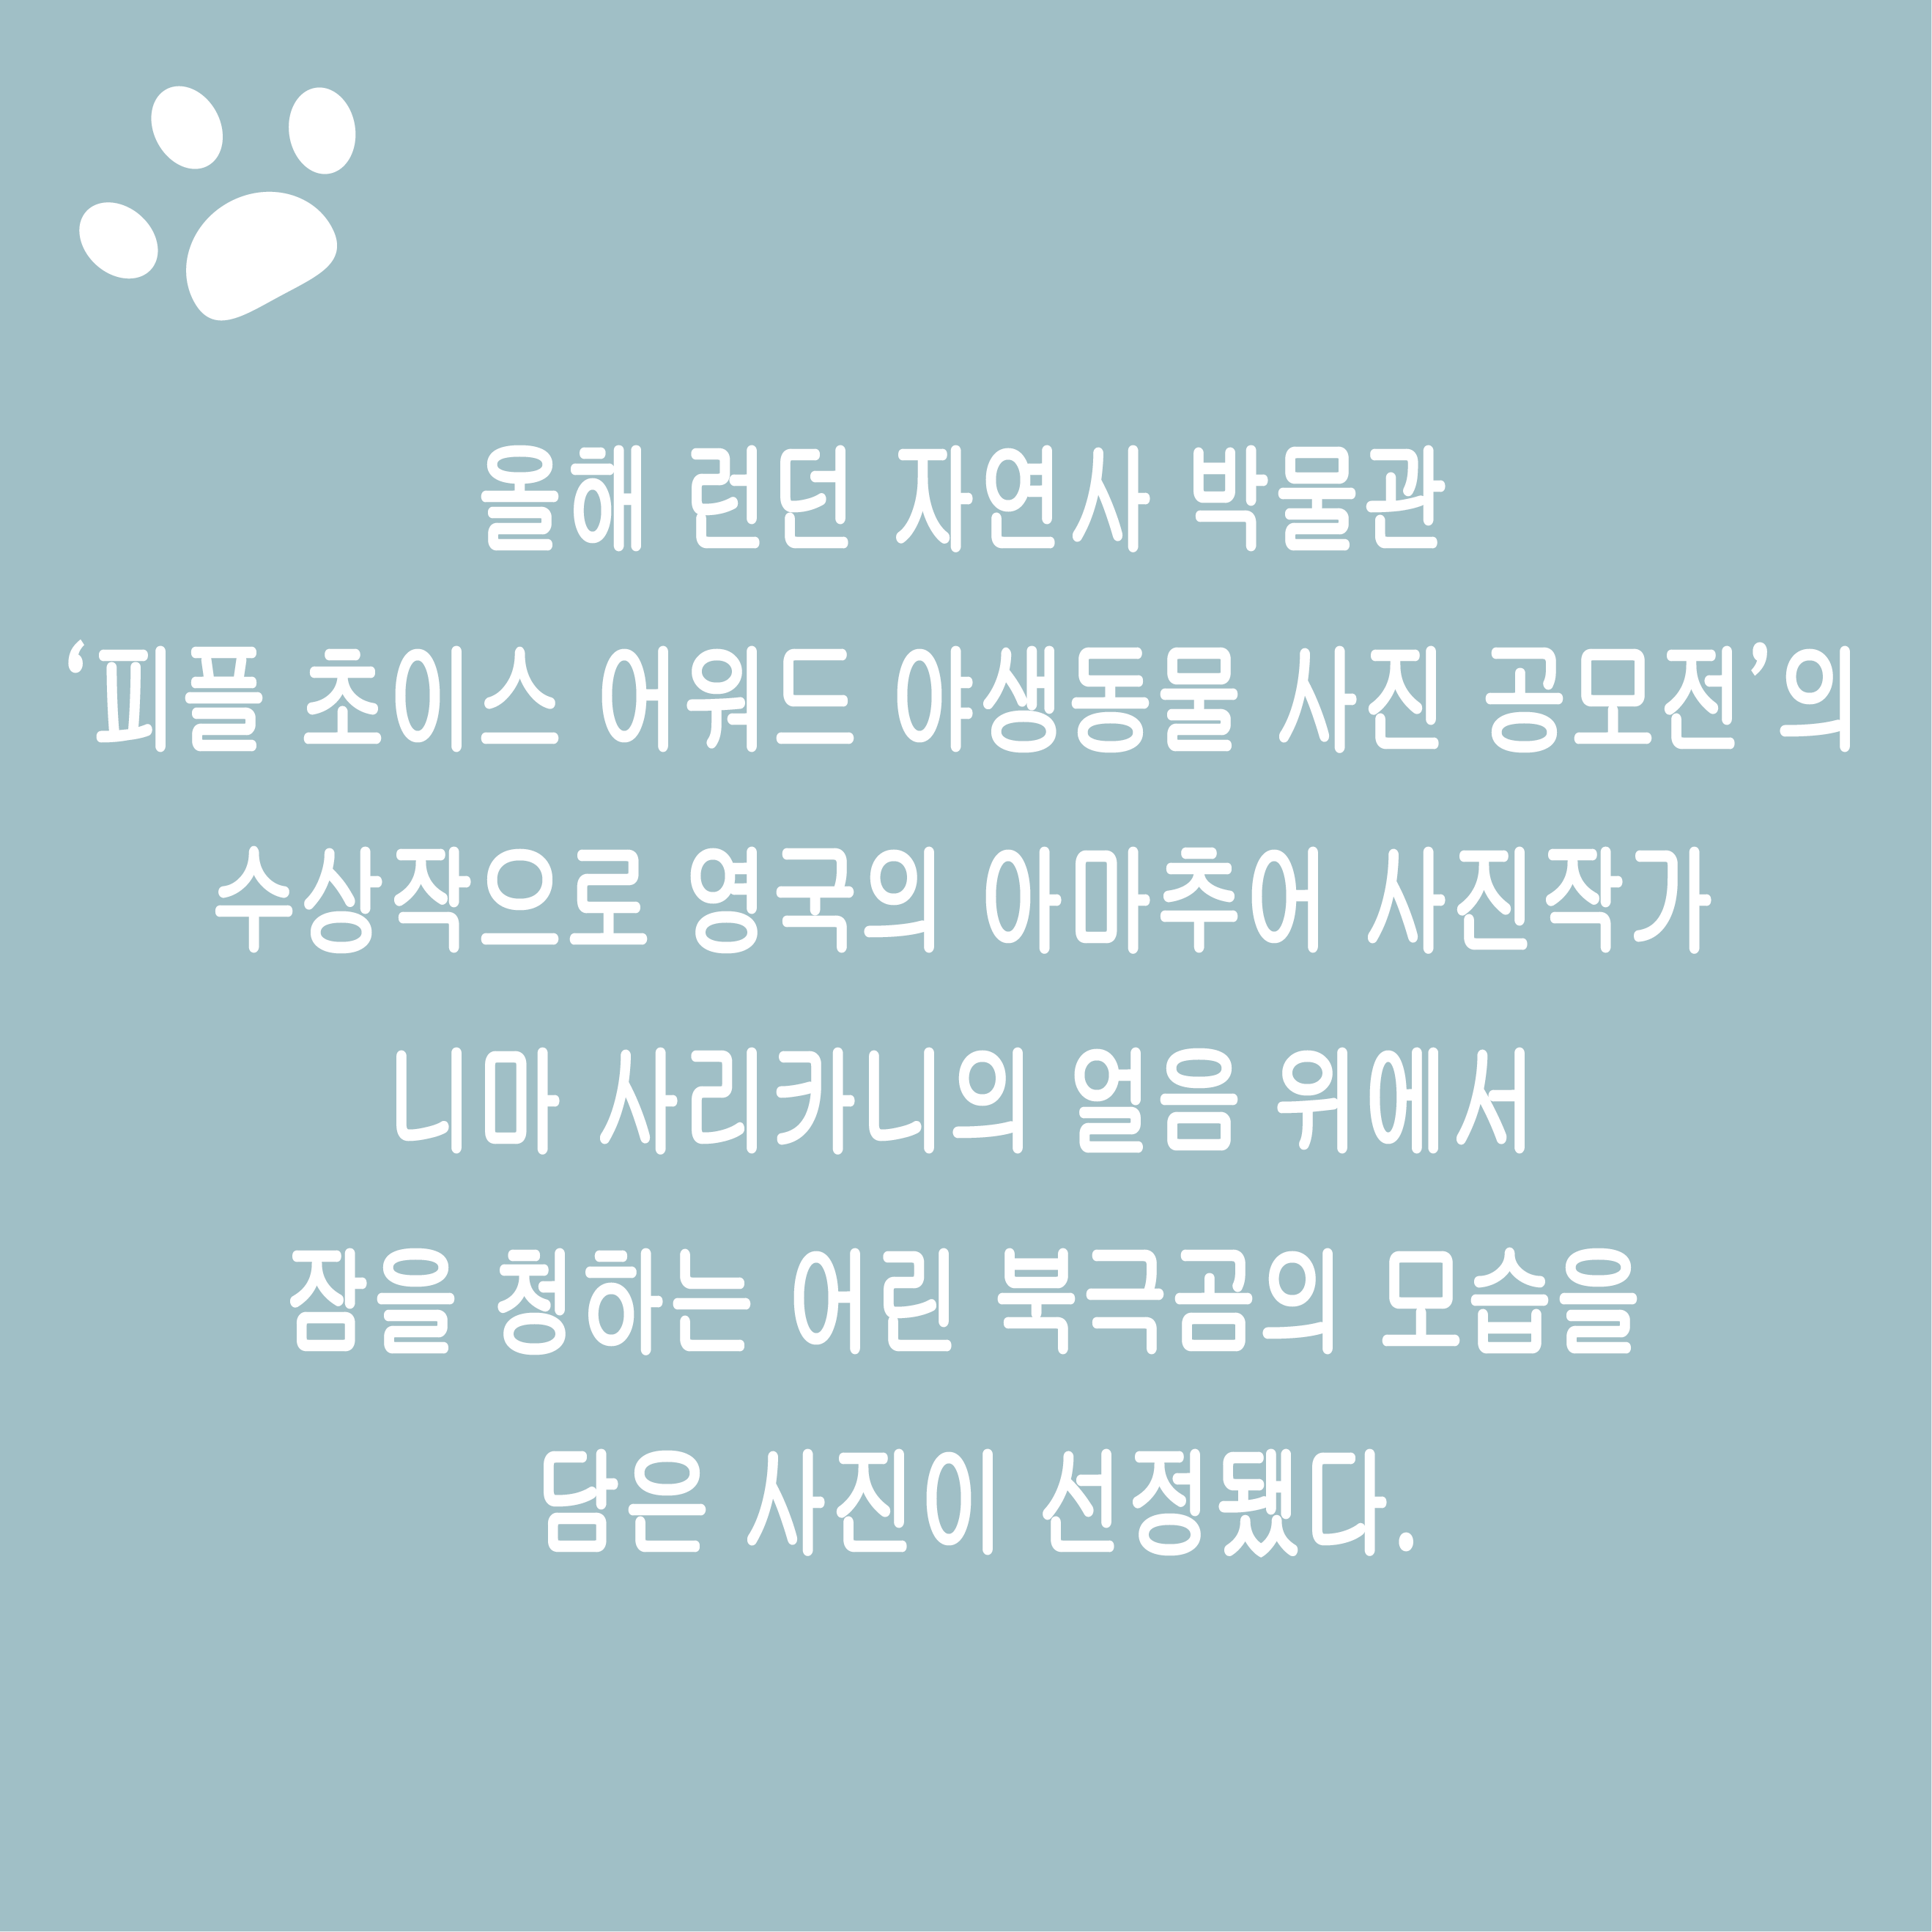 올해 런던 자연사 박물관
‘피플 초이스 어워드 야생동물 사진 공모전’의
수상작으로 영국의 아마추어 사진작가
니마 사리카니의 얼음 위에서
잠을 청하는 어린 북극곰의 모습을
담은 사진이 선정됐다.